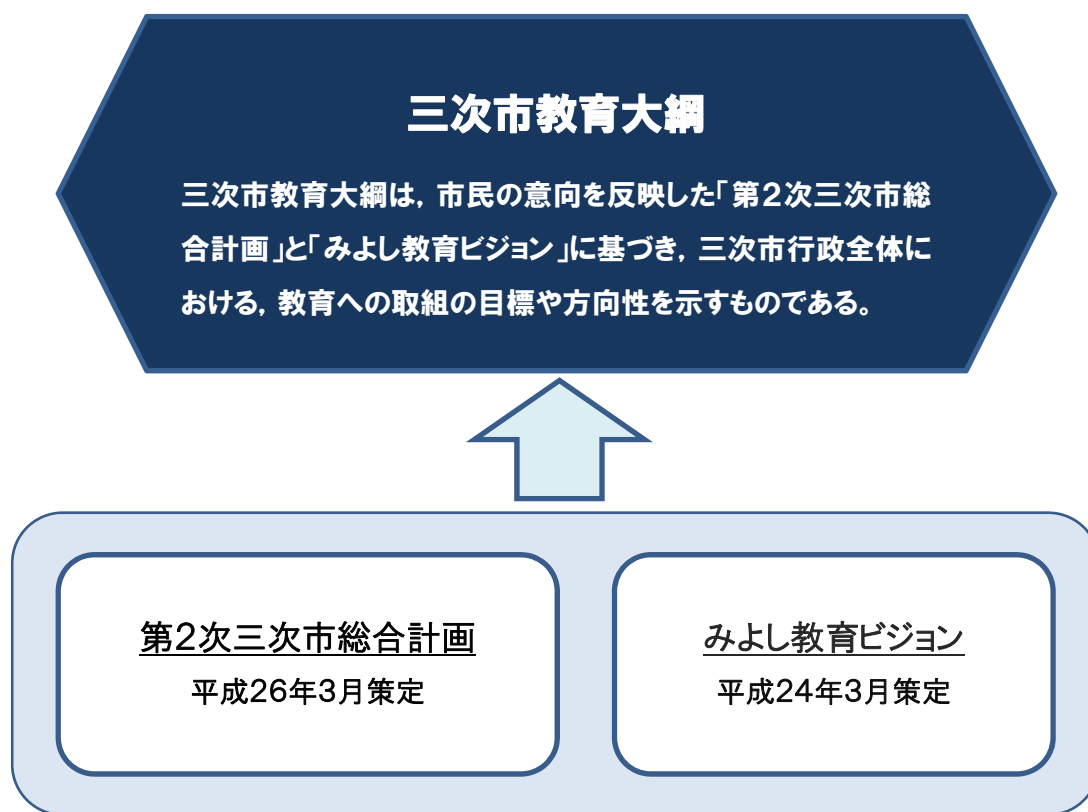 三次市教育大綱
三次市教育大綱は，市民の意向を反映した「第２次三次市総
合計画」と「みよし教育ビジョン」に基づき，三次市行政全体に
おける，教育への取組の目標や方向性を示すものである。
第２次三次市総合計画
平成２６年３月策定
みよし教育ビジョン
平成２４年３月策定